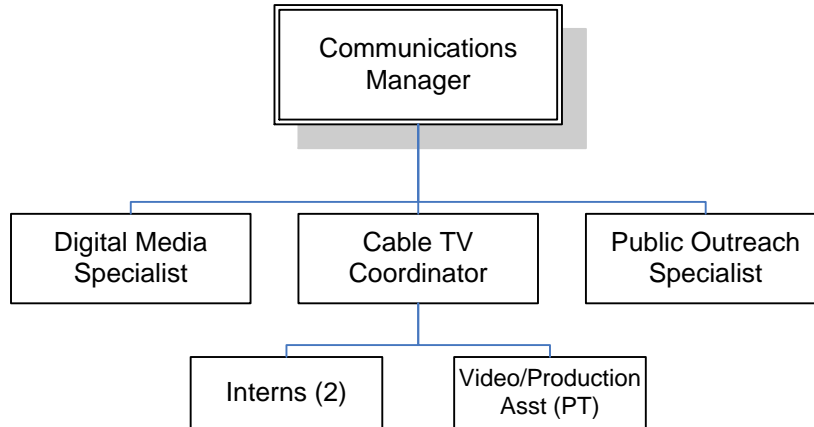 Communications
Manager
Digital Media
Specialist
Cable TV
Coordinator
Public Outreach
Specialist
Interns (2)
Video/Production
Asst (PT)